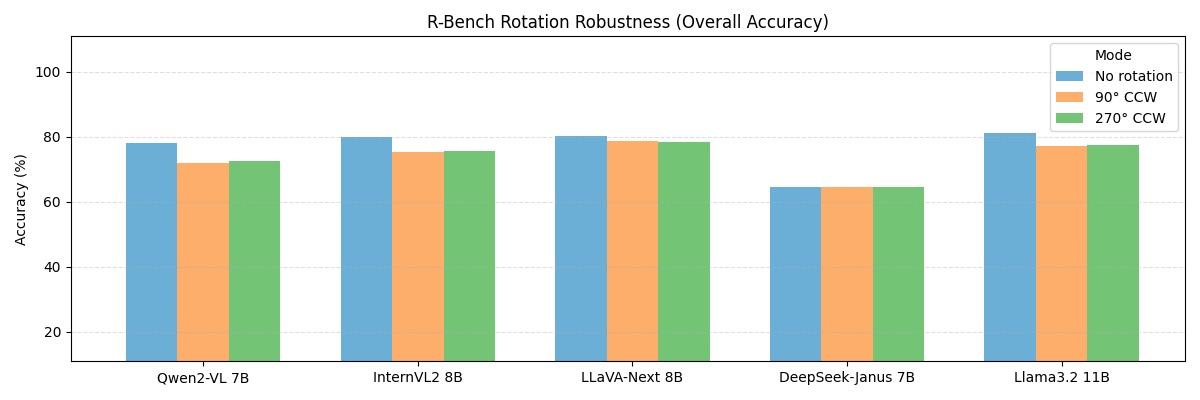 R-Bench Rotation Robustness (Overall Accuracy)
Mode
No rotation
90° CCW
270° CCW
Accuracy (%)
100
80
60
40
20
Qwen2-VL 7B
InternVL2 8B
LLaVA-Next 8B
DeepSeek-Janus 7B
Llama3.2 11B